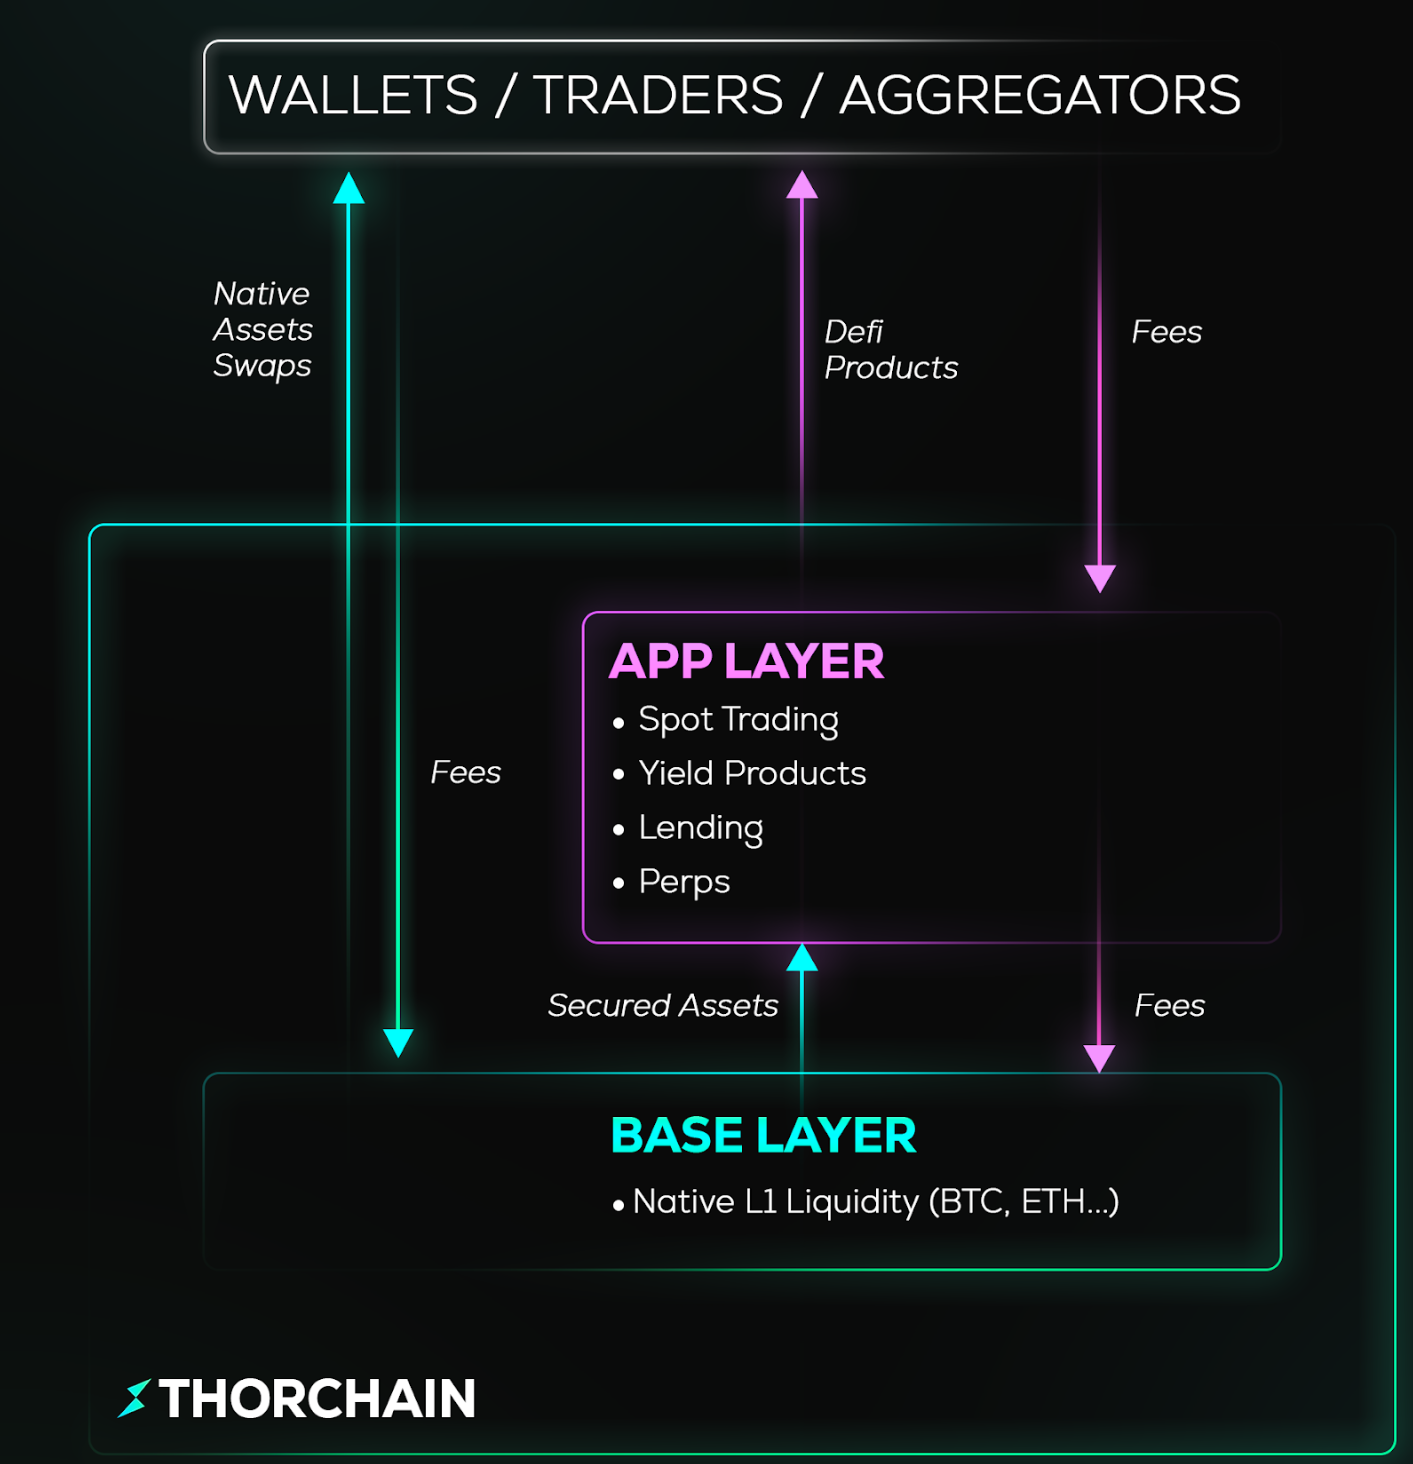 WALLETS / TRADERS / AGGREGATORS
Native
Assets
Swaps
Defi
Products
Fees
APP LAYER
• Spot Trading
• Yield Products
• Lending
• Perps
Fees
Secured Assets
Fees
BASE LAYER
• Native L1 Liquidity (BTC, ETH...)
THORCHAIN